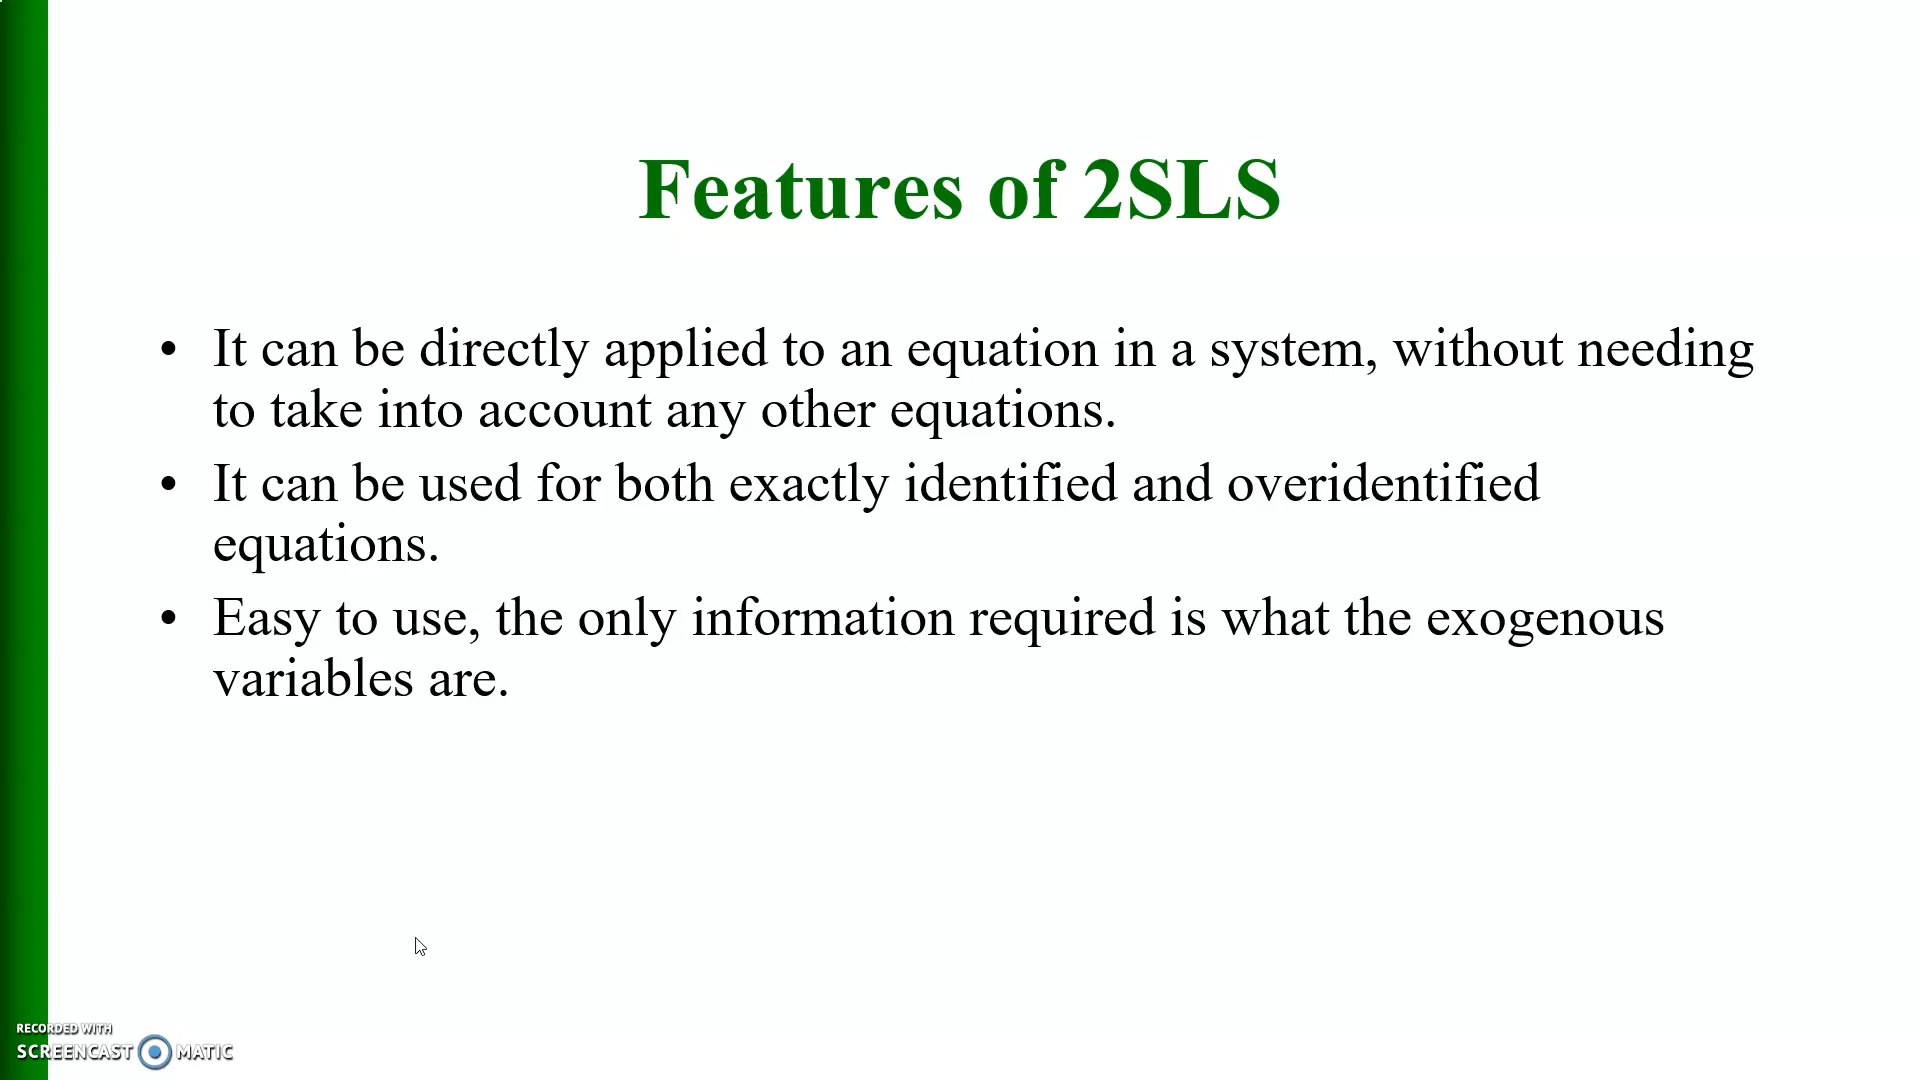 Features of 2SLS
• It can be directly applied to an equation in a system, without needing
to take into account any other equations.
• It can be used for both exactly identified and overidentified
equations.
• Easy to use, the only information required is what the exogenous
variables are.
RECORDED WITH
SCREENCAST MATIC